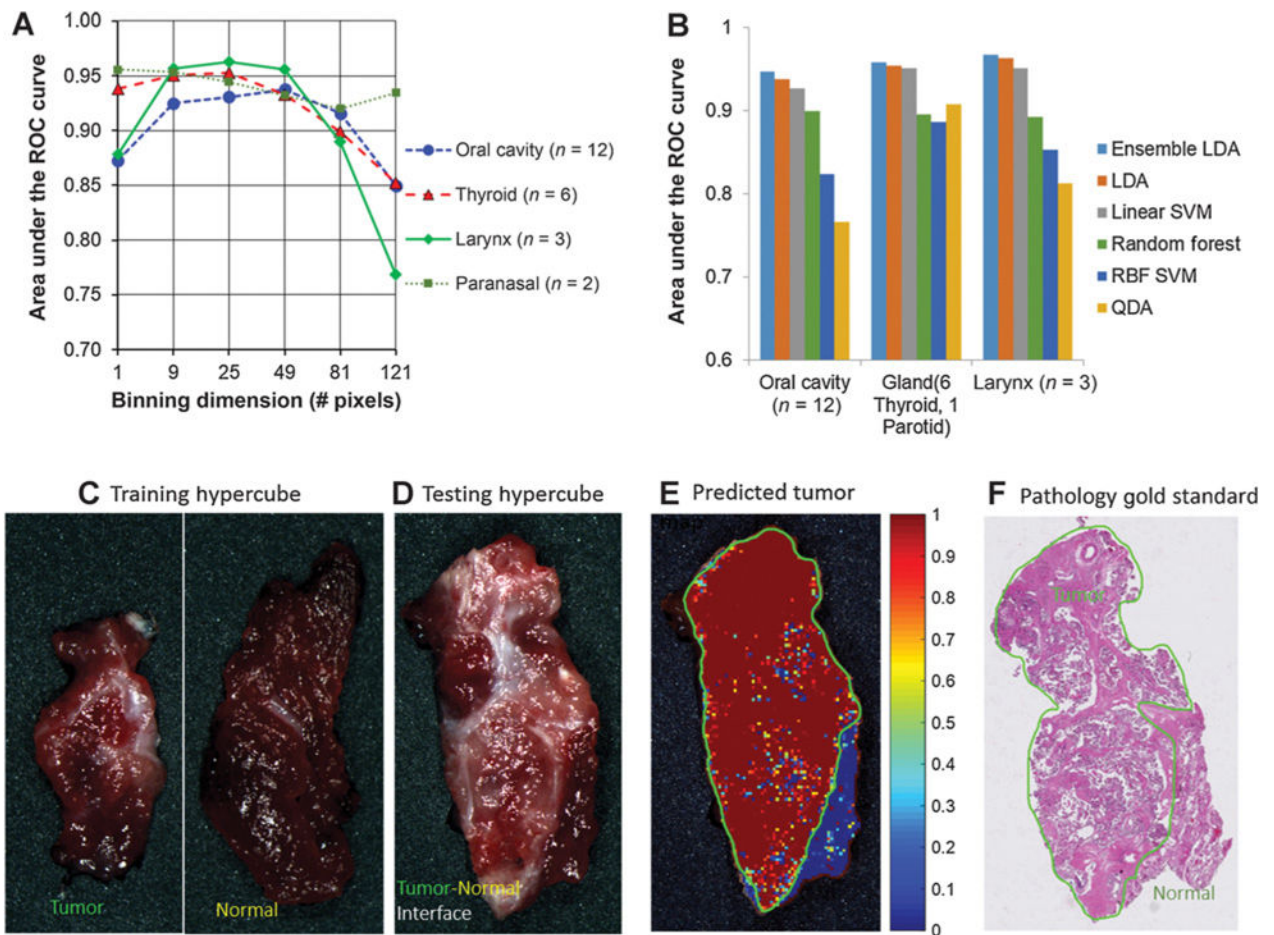 A
Area under the ROC curve
1.00
0.95
0.90
0.85
0.80
0.75
0.70
1 9 25 49 81 121
Binning dimension (# pixels)
Oral cavity (n = 12)
Thyroid (n = 6)
Larynx (n = 3)
Paranasal (n = 2)
B
Area under the ROC curve
1
0.9
0.8
0.7
0.6
Oral cavity
(n = 12)
Gland(6
Thyroid, 1
Parotid)
Larynx (n = 3)
Ensemble LDA
LDA
Linear SVM
Random forest
RBF SVM
QDA
C Training hypercube
Tumor
Normal
D Testing hypercube
Tumor-Normal
Interface
E Predicted tumor
map
1
0.9
0.8
0.7
0.6
0.5
0.4
0.3
0.2
0.1
0
F Pathology gold standard
Tumor
Normal